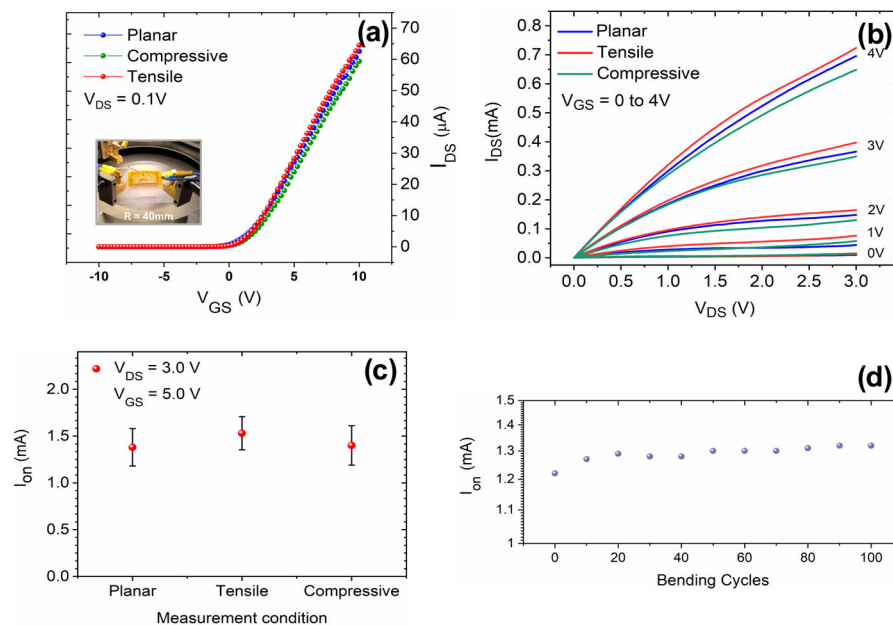 (a)
Planar
Compressive
Tensile
V_DS = 0.1V
R = 40mm
70
60
50
40
30
20
10
0
I_DS (μA)
-10 -5 0 5 10
V_GS (V)
(b)
Planar
Tensile
Compressive
V_GS = 0 to 4V
4V
3V
2V
1V
0V
0.8
0.7
0.6
0.5
0.4
0.3
0.2
0.1
0.0
I_DS(mA)
0.0 0.5 1.0 1.5 2.0 2.5 3.0
V_DS (V)
(c)
V_DS = 3.0 V
V_GS = 5.0 V
2.0
1.5
1.0
0.5
0.0
I_on (mA)
Planar Tensile Compressive
Measurement condition
(d)
1.5
1.4
1.3
1.2
1.1
1
I_on (mA)
0 20 40 60 80 100
Bending Cycles